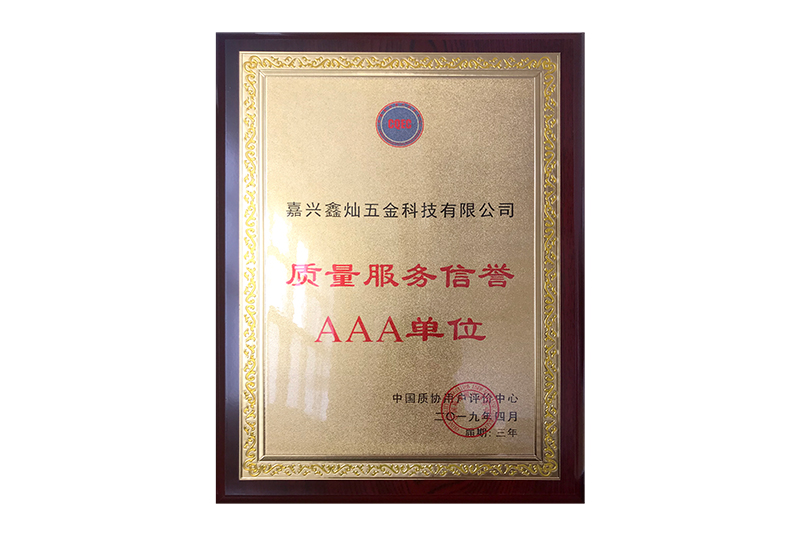 嘉兴鑫灿五金科技有限公司
质量服务信誉
AAA单位
中国质协用户评价中心
二〇一九年四月
届期:三年